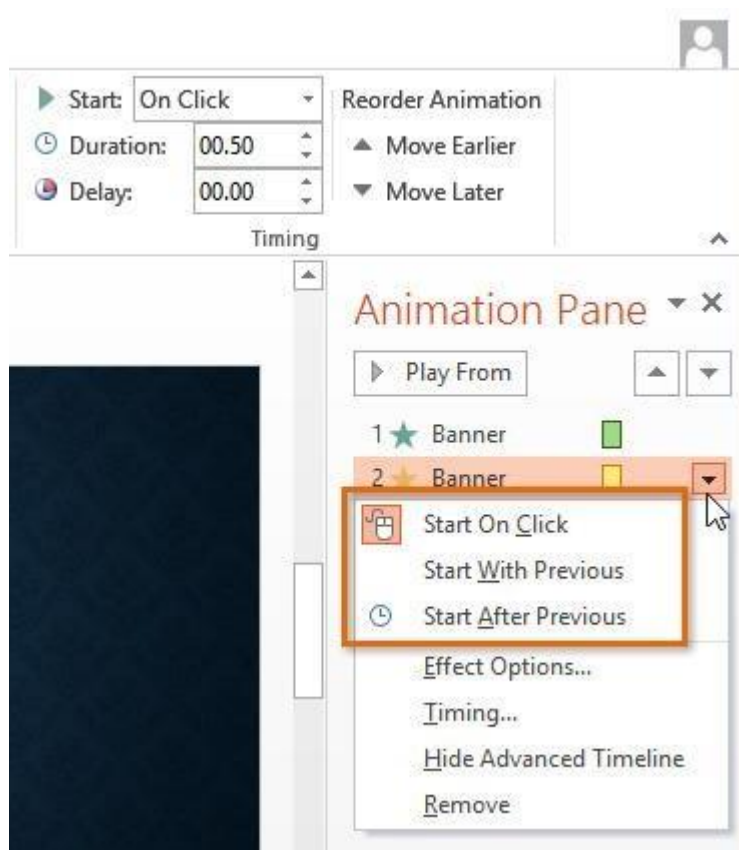 Start: On Click
Duration: 00.50
Delay: 00.00
Reorder Animation
Move Earlier
Move Later
Timing
Animation Pane
Play From
1 Banner
2 Banner
Start On Click
Start With Previous
Start After Previous
Effect Options...
Timing...
Hide Advanced Timeline
Remove